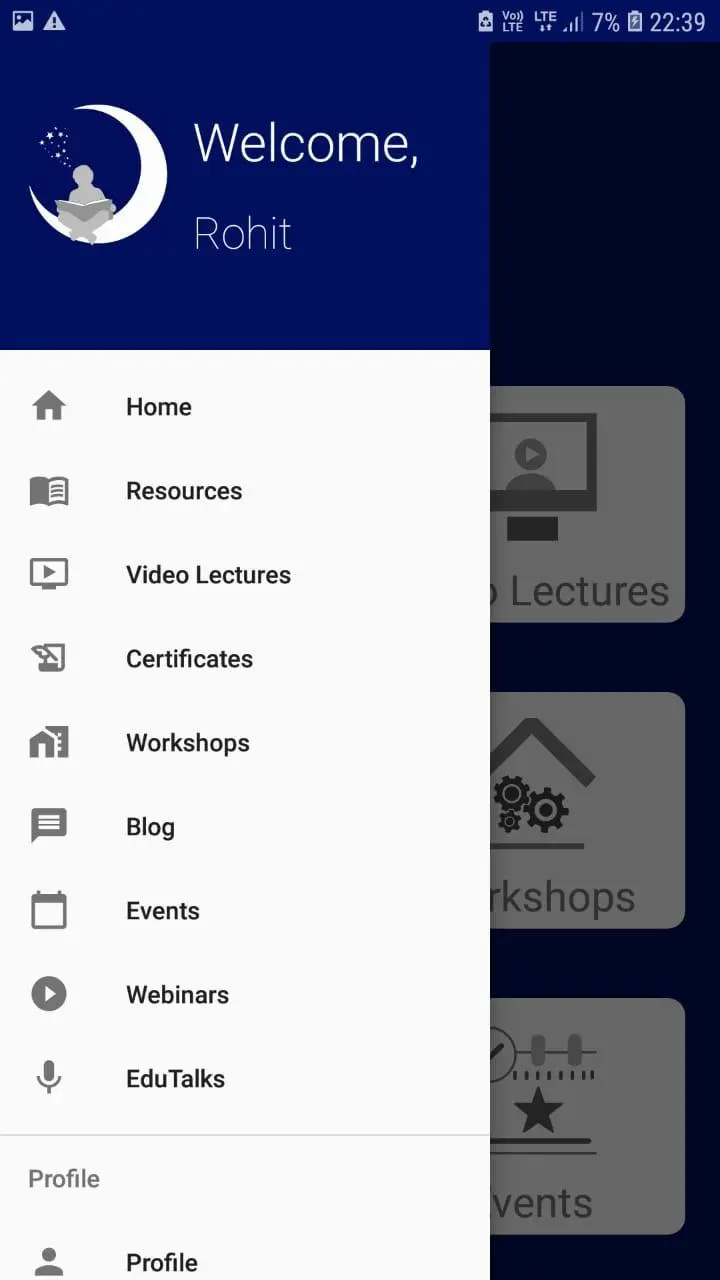 Vo)) LTE LTE 7% 22:39
Welcome,
Rohit
Home
Resources
Video Lectures
Certificates
Workshops
Blog
Events
Webinars
EduTalks
Profile
Profile
o Lectures
rkshops
vents